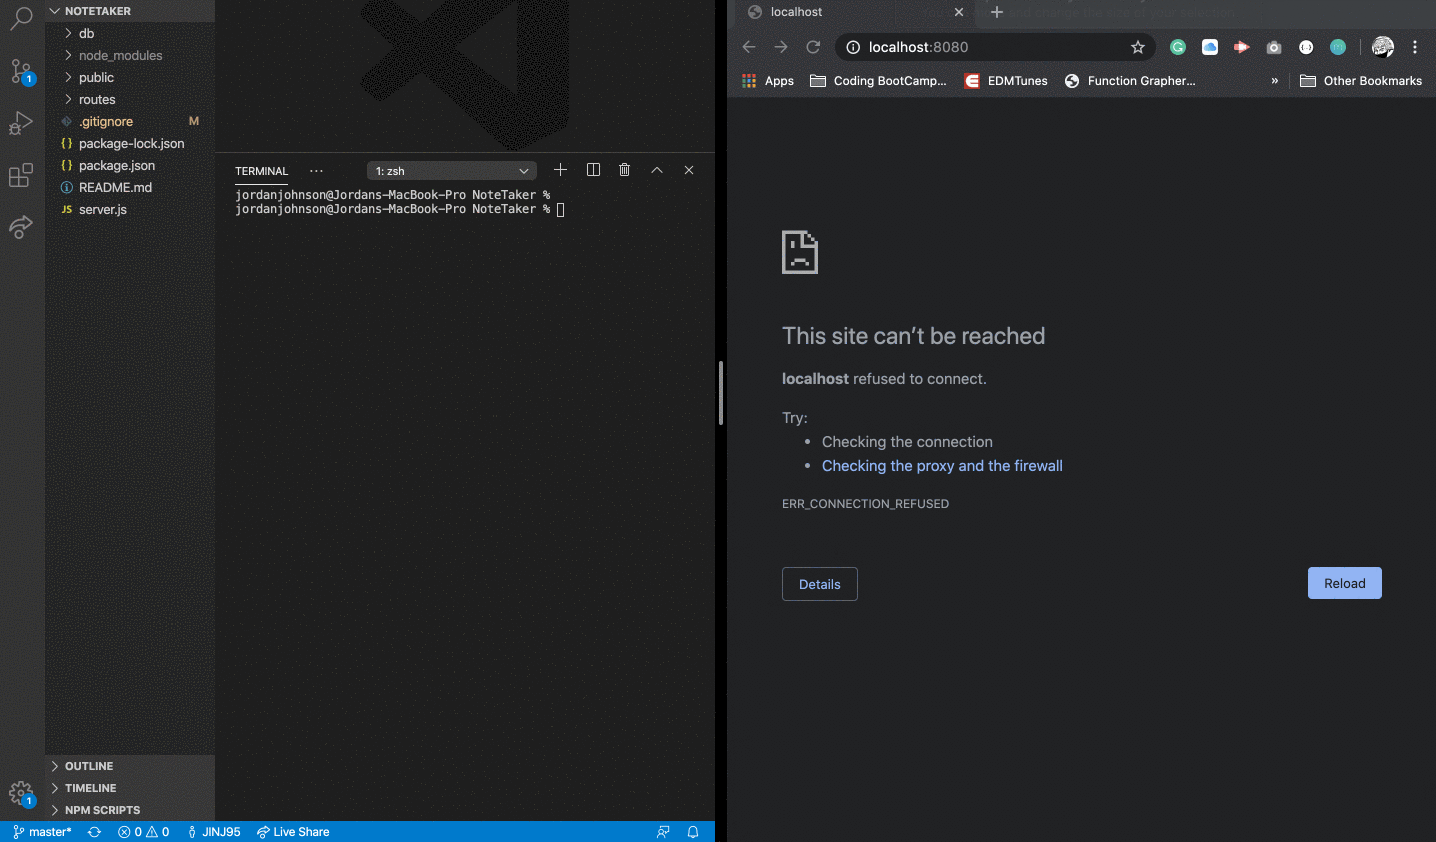 NOTETAKER
db
node_modules
public
routes
.gitignore M
{} package-lock.json
{} package.json
README.md
JS server.js
1
OUTLINE
TIMELINE
NPM SCRIPTS
1
TERMINAL ··· 1: zsh
jordanjohnson@Jordans-MacBook-Pro NoteTaker %
jordanjohnson@Jordans-MacBook-Pro NoteTaker %
master* 0 0 JINJ95 Live Share
localhost
localhost:8080
Apps Coding BootCamp... EDMTunes Function Grapher... » Other Bookmarks
This site can't be reached
localhost refused to connect.
Try:
• Checking the connection
• Checking the proxy and the firewall
ERR_CONNECTION_REFUSED
Details Reload